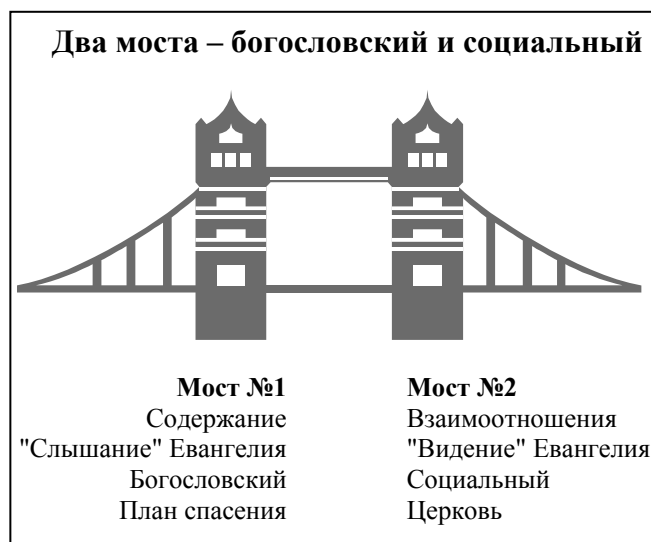 Два моста – богословский и социальный
Мост №1
Содержание
"Слышание" Евангелия
Богословский
План спасения
Мост №2
Взаимоотношения
"Видение" Евангелия
Социальный
Церковь